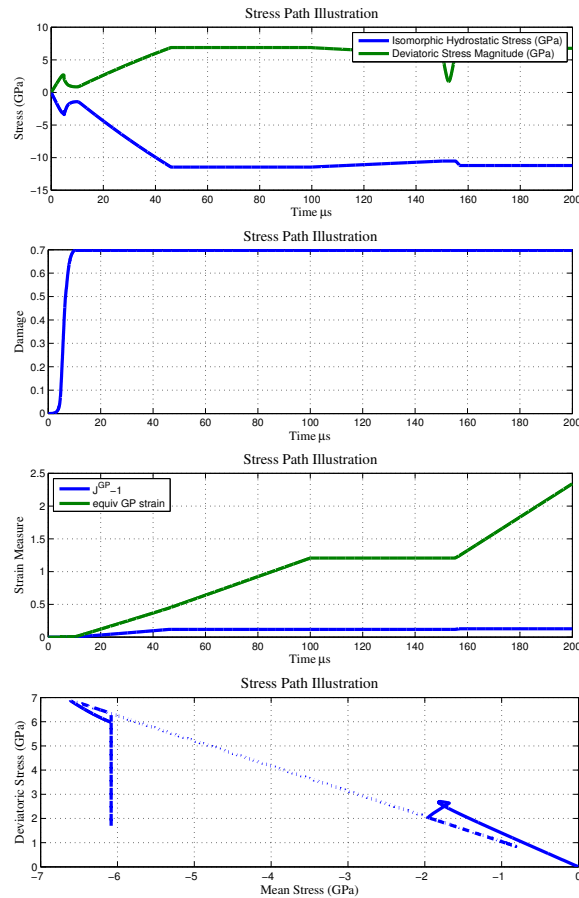 Stress Path Illustration
10
5
0
−5
−10
−15
Stress (GPa)
Isomorphic Hydrostatic Stress (GPa)
Deviatoric Stress Magnitude (GPa)
0 20 40 60 80 100 120 140 160 180 200
Time μs
Stress Path Illustration
0.7
0.6
0.5
0.4
0.3
0.2
0.1
0
Damage
0 20 40 60 80 100 120 140 160 180 200
Time μs
Stress Path Illustration
2.5
2
1.5
1
0.5
0
Strain Measure
J^GP−1
equiv GP strain
0 20 40 60 80 100 120 140 160 180 200
Time μs
Stress Path Illustration
7
6
5
4
3
2
1
0
Deviatoric Stress (GPa)
−7 −6 −5 −4 −3 −2 −1 0
Mean Stress (GPa)